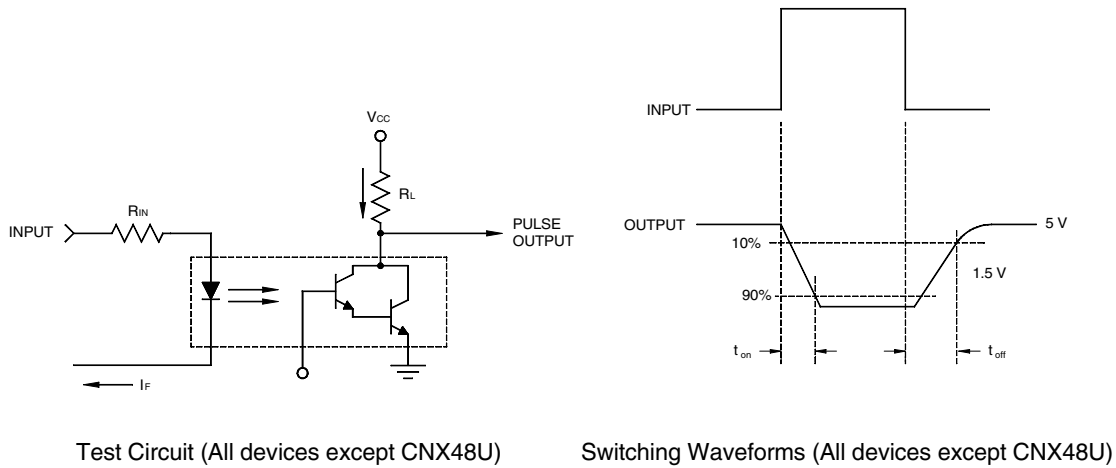 VCC
RL
RIN
INPUT
PULSE
OUTPUT
IF
Test Circuit (All devices except CNX48U)
INPUT
OUTPUT
5 V
10%
1.5 V
90%
ton
toff
Switching Waveforms (All devices except CNX48U)